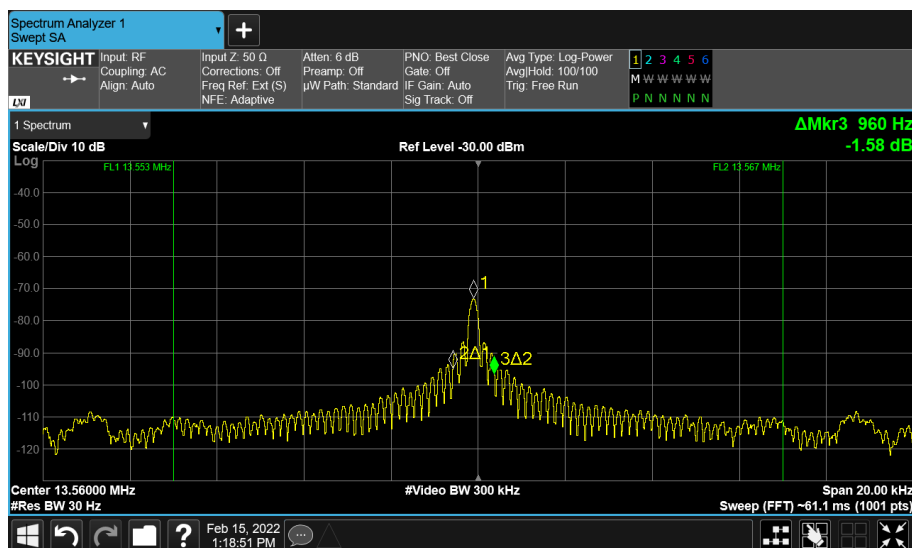 Spectrum Analyzer 1
Swept SA
+
KEYSIGHT
LXI
Input: RF
Coupling: AC
Align: Auto
Input Z: 50 Ω
Corrections: Off
Freq Ref: Ext (S)
NFE: Adaptive
Atten: 6 dB
Preamp: Off
µW Path: Standard
PNO: Best Close
Gate: Off
IF Gain: Auto
Sig Track: Off
Avg Type: Log-Power
Avg|Hold: 100/100
Trig: Free Run
1 2 3 4 5 6
M W W W W W
P N N N N N
1 Spectrum
ΔMkr3 960 Hz
-1.58 dB
Scale/Div 10 dB
Ref Level -30.00 dBm
Log
FL1 13.553 MHz
FL2 13.567 MHz
-40.0
-50.0
-60.0
-70.0
-80.0
-90.0
-100
-110
-120
1
2Δ1
3Δ2
Center 13.56000 MHz
#Video BW 300 kHz
Span 20.00 kHz
#Res BW 30 Hz
Sweep (FFT) ~61.1 ms (1001 pts)
?
Feb 15, 2022
1:18:51 PM